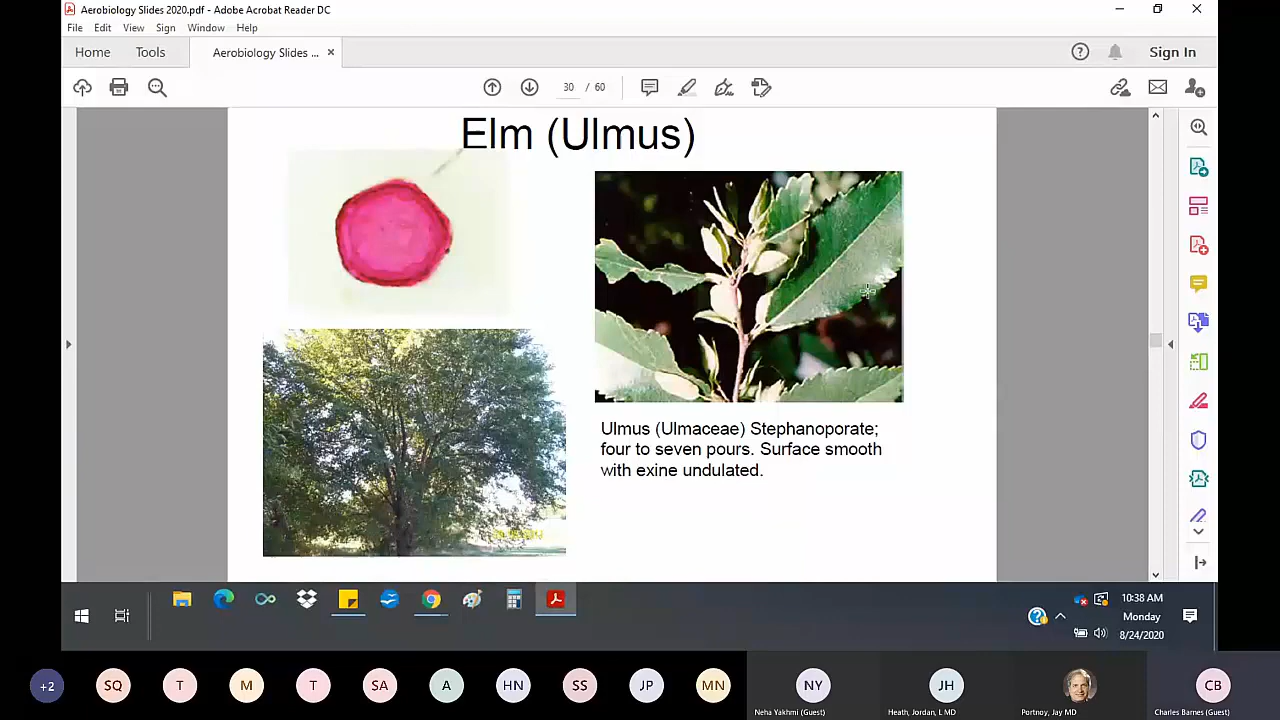 Aerobiology Slides 2020.pdf - Adobe Acrobat Reader DC
File Edit View Sign Window Help
Home Tools Aerobiology Slides ... × Sign In
30 / 60
Elm (Ulmus)
Ulmus (Ulmaceae) Stephanoporate;
four to seven pours. Surface smooth
with exine undulated.
10:38 AM
Monday
8/24/2020
+2 SQ T M T SA A HN SS JP MN NY JH CB
Neha Yakhmi (Guest) Heath, Jordan, L MD Portnoy, Jay MD Charles Barnes (Guest)